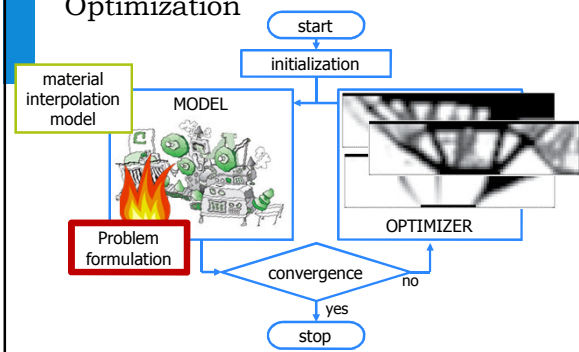 Optimization
start
initialization
material
interpolation
model
MODEL
OPTIMIZER
Problem
formulation
convergence
no
yes
stop